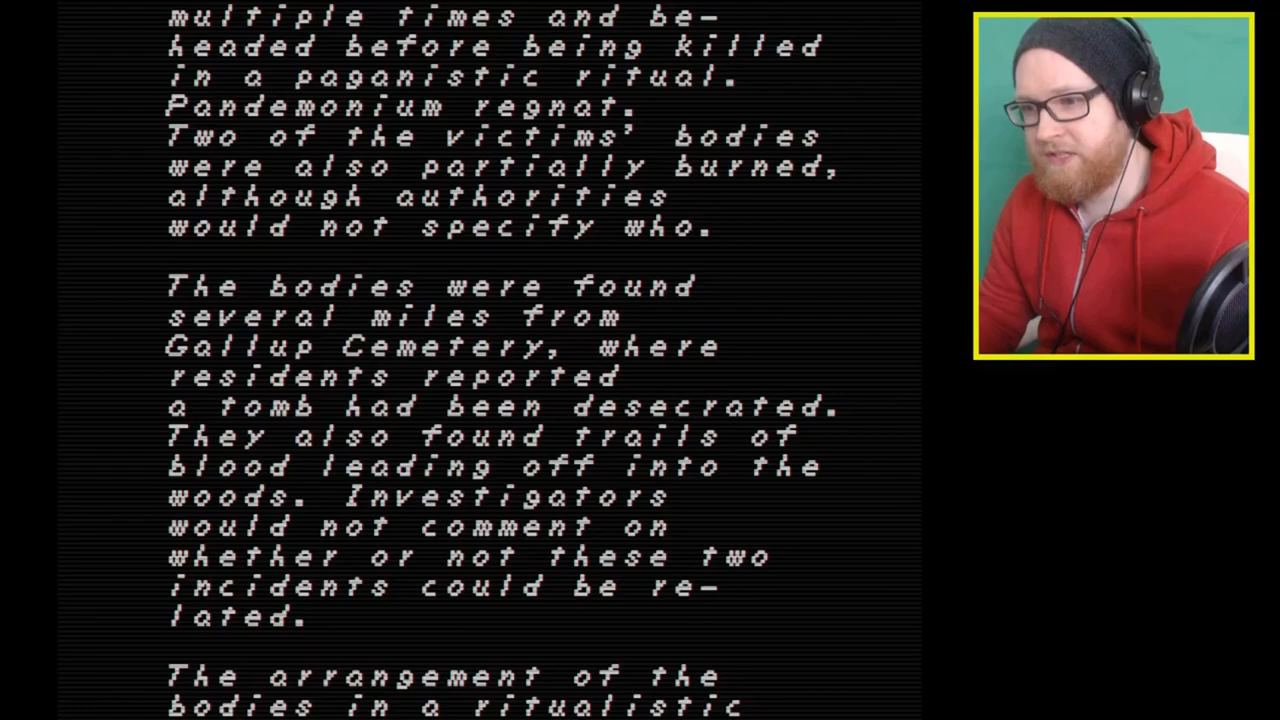 multiple times and be-
headed before being killed
in a paganistic ritual.
Pandemonium regnat.
Two of the victims' bodies
were also partially burned,
although authorities
would not specify who.
The bodies were found
several miles from
Gallup Cemetery, where
residents reported
a tomb had been desecrated.
They also found trails of
blood leading off into the
woods. Investigators
would not comment on
whether or not these two
incidents could be re-
lated.
The arrangement of the
bodies in a ritualistic